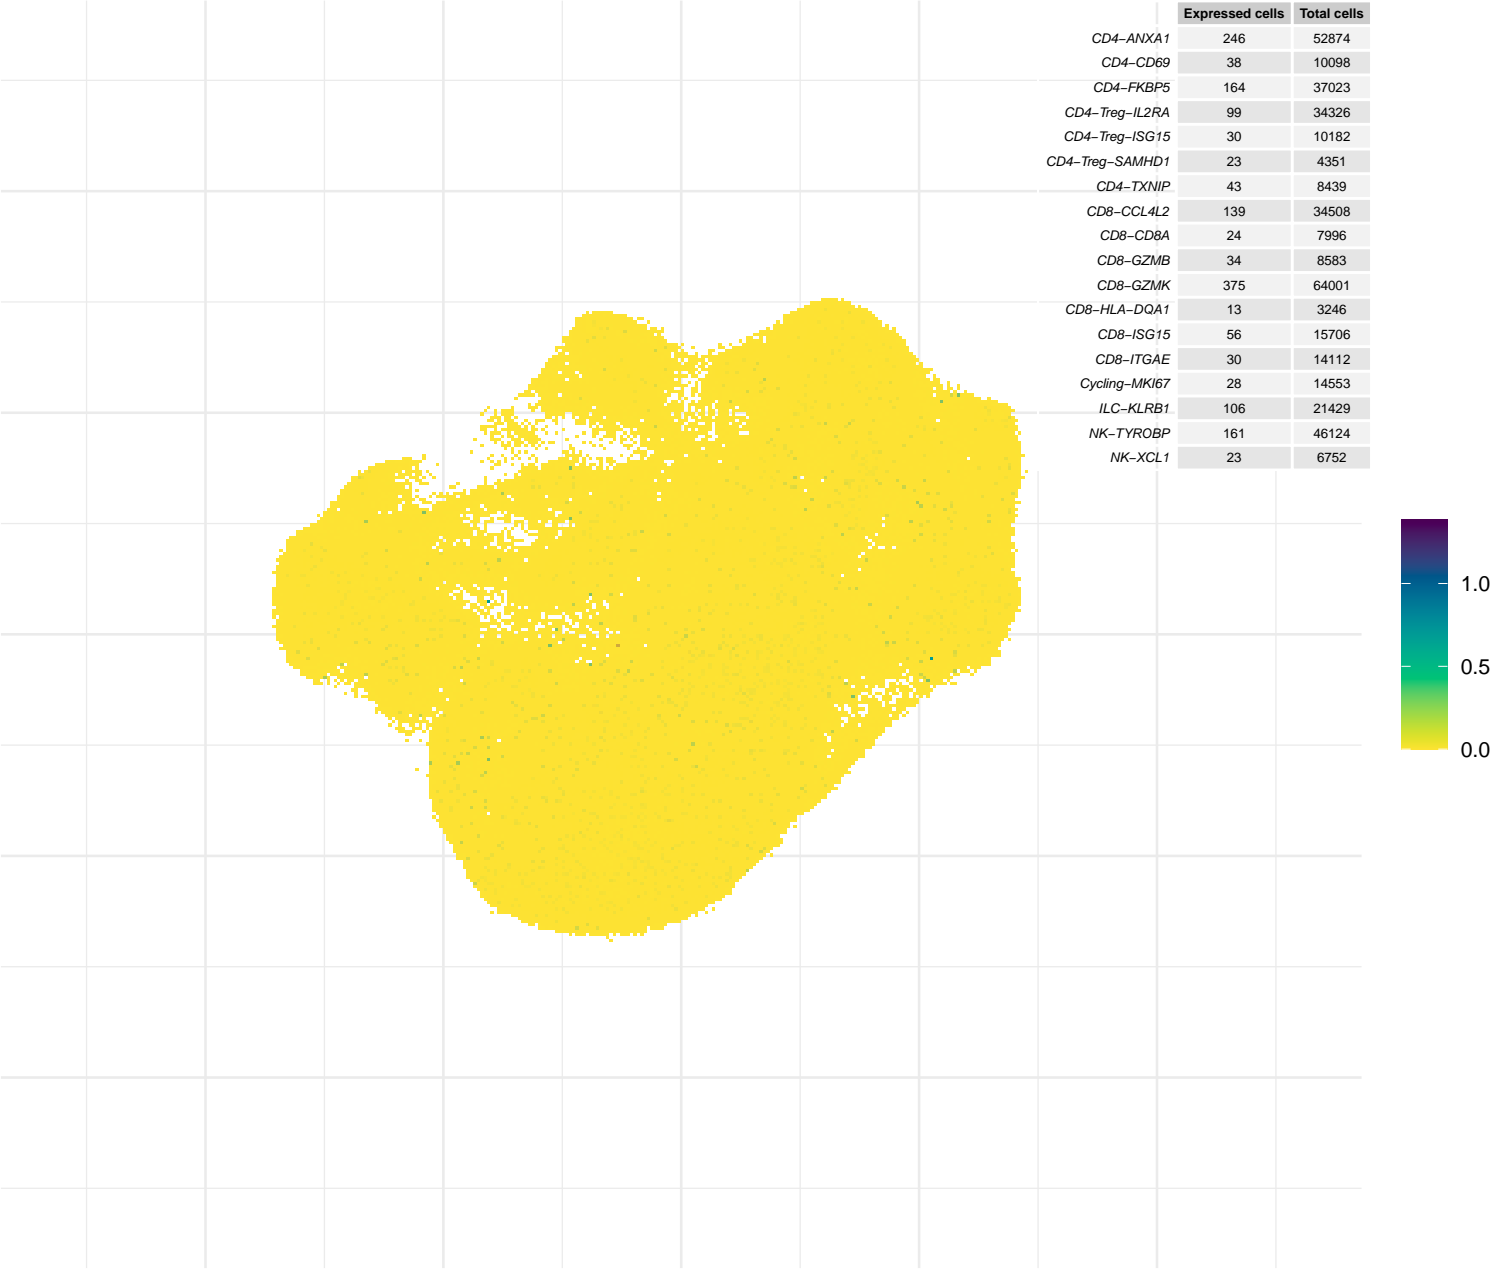 Expressed cells Total cells
CD4−ANXA1 246 52874
CD4−CD69 38 10098
CD4−FKBP5 164 37023
CD4−Treg−IL2RA 99 34326
CD4−Treg−ISG15 30 10182
CD4−Treg−SAMHD1 23 4351
CD4−TXNIP 43 8439
CD8−CCL4L2 139 34508
CD8−CD8A 24 7996
CD8−GZMB 34 8583
CD8−GZMK 375 64001
CD8−HLA−DQA1 13 3246
CD8−ISG15 56 15706
CD8−ITGAE 30 14112
Cycling−MKI67 28 14553
ILC−KLRB1 106 21429
NK−TYROBP 161 46124
NK−XCL1 23 6752
1.0
0.5
0.0